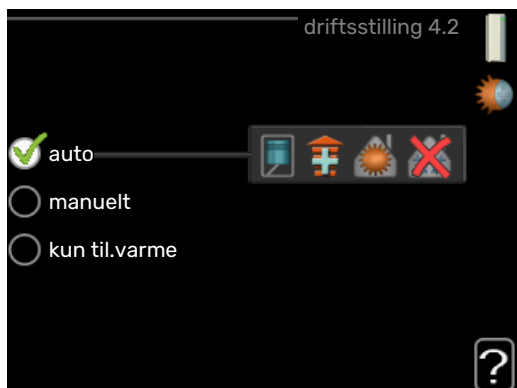 driftsstilling 4.2
auto
manuelt
kun til.varme
?